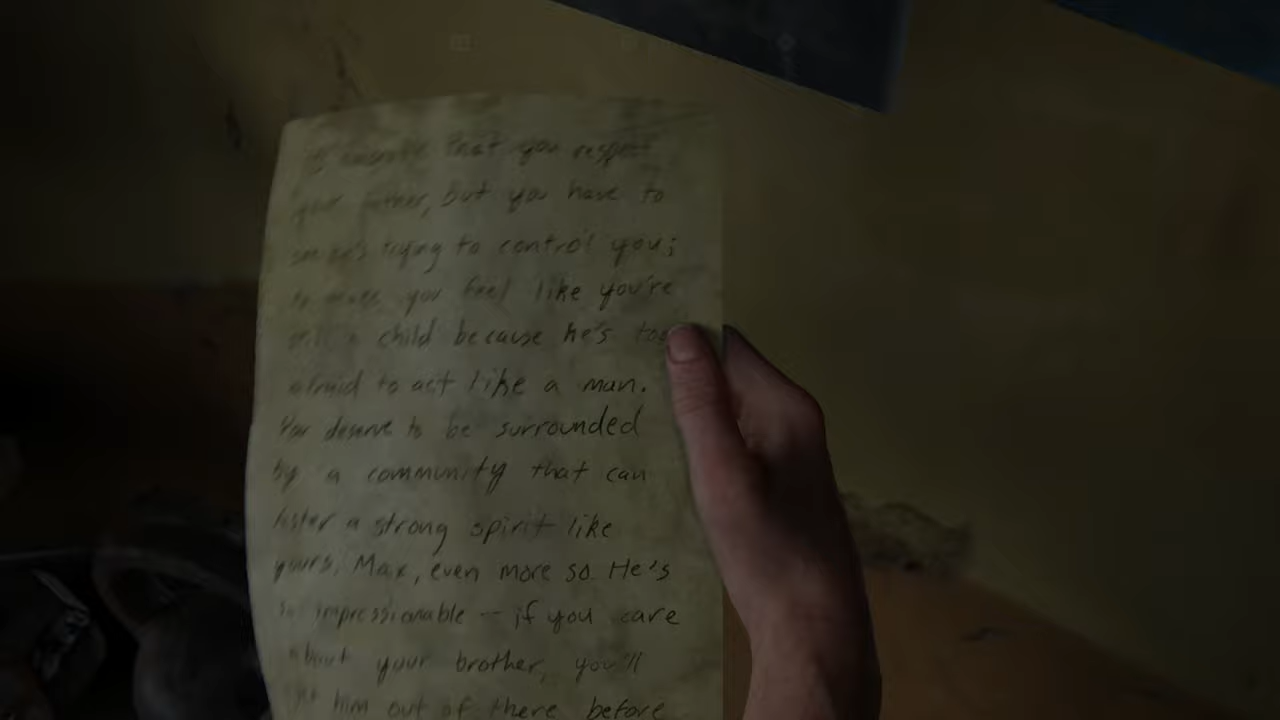 that you respect
your father, but you have to
see he's trying to control you;
to make you feel like you're
still a child because he's too
afraid to act like a man.
You deserve to be surrounded
by a community that can
foster a strong spirit like
yours. Max, even more so. He's
so impressionable — if you care
about your brother, you'll
get him out of there before